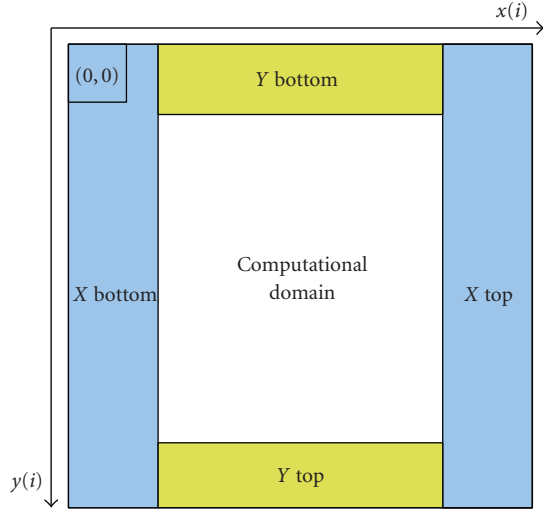 x(i)
(0, 0)
Y bottom
Computational
domain
X bottom
X top
Y top
y(i)